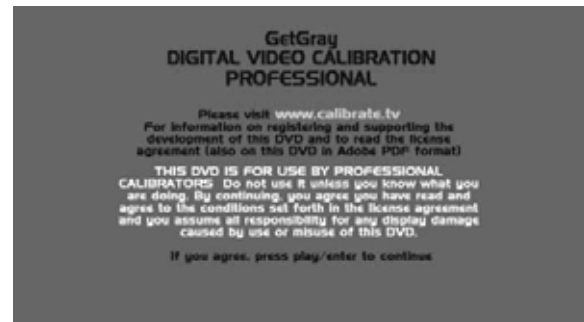 GetGray
DIGITAL VIDEO CALIBRATION
PROFESSIONAL
Please visit www.calibrate.tv
For information on registering and supporting the
development of this DVD and to read the license
agreement (also on this DVD in Adobe PDF format)
THIS DVD IS FOR USE BY PROFESSIONAL
CALIBRATORS. Do not use it unless you know what you
are doing. By continuing, you agree you have read and
agree to the conditions set forth in the license agreement
and you assume all responsibility for any display damage
caused by use or misuse of this DVD.
If you agree, press play/enter to continue